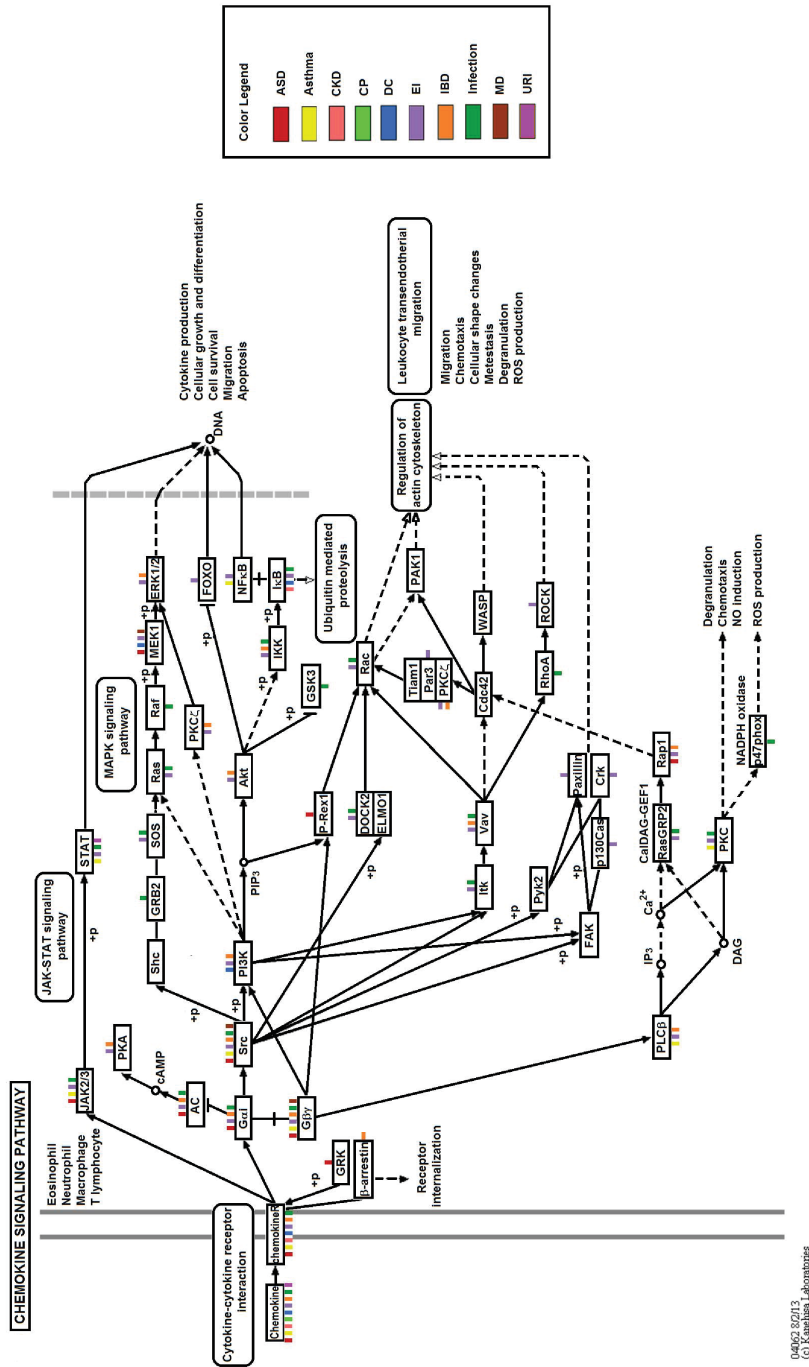 CHEMOKINE SIGNALING PATHWAY
Eosinophil
Neutrophil
Macrophage
T lymphocyte
Cytokine-cytokine receptor
interaction
Chemokine
chemokineR
JAK2/3
JAK-STAT signaling
pathway
+p
STAT
PKA
cAMP
AC
Gαi
Gβγ
+p
GRK
β-arrestin
Receptor
internalization
Src
+p
+p
Shc
GRB2
SOS
Ras
Raf
+p
MEK1
+p
ERK1/2
MAPK signaling
pathway
PKCζ
PI3K
PIP3
Akt
+p
FOXO
NFκB
+p
IKK
+p
IκB
+p
GSK3
Ubiquitin mediated
proteolysis
DNA
Cytokine production
Cellular growth and differentiation
Cell survival
Migration
Apoptosis
P-Rex1
+p
DOCK2
ELMO1
Rac
Tiam1
Par3
PKCζ
PAK1
Itk
Vav
Cdc42
WASP
RhoA
ROCK
Regulation of
actin cytoskeleton
Leukocyte transendotherial
migration
Migration
Chemotaxis
Cellular shape changes
Metestasis
Degranulation
ROS production
+p
Pyk2
+p
+p
FAK
+p
Paxillin
+p
p130Cas
Crk
PLCβ
IP3
Ca2+
DAG
CalDAG-GEF1
RasGRP2
Rap1
PKC
NADPH oxidase
p47phox
Degranulation
Chemotaxis
NO induction
ROS production
Color Legend
ASD
Asthma
CKD
CP
DC
EI
IBD
Infection
MD
URI
04062 8/2/13
(c) Kanehisa Laboratories